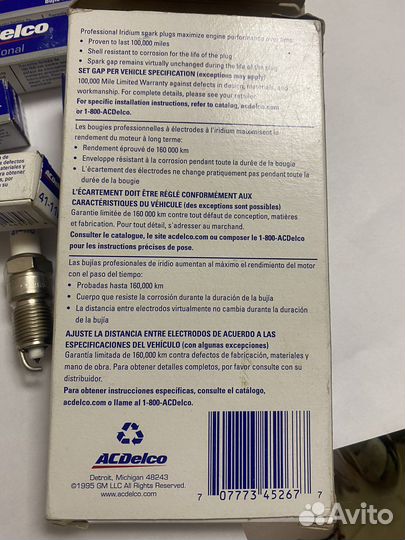 ACDelco
ional
Professional Iridium spark plugs maximize engine performance over time:
• Proven to last 100,000 miles
• Shell resistant to corrosion for the life of the plug
• Spark gap remains virtually unchanged during the life of the plug
SET GAP PER VEHICLE SPECIFICATION (exceptions may apply)
100,000 Mile Limited Warranty against defects in design, materials, and
workmanship. For complete details, please see your retailer.
For specific installation instructions, refer to catalog, acdelco.com
or 1-800-ACDelco.
Les bougies professionnelles à électrodes à l'iridium maximisent le
rendement du moteur à long terme:
• Rendement éprouvé de 160 000 km
• Enveloppe résistant à la corrosion pendant toute la durée de la bougie
• L'écartement des électrodes ne change pratiquement pas pendant toute la
durée de la bougie
L'ÉCARTEMENT DOIT ÊTRE RÉGLÉ CONFORMÉMENT AUX
CARACTÉRISTIQUES DU VÉHICULE (des exceptions sont possibles)
Garantie limitée de 160 000 km contre tout défaut de conception, matières
et fabrication. Pour tout détail, s'adresser au marchand.
Consulter le catalogue, le site acdelco.com ou composer le 1-800-ACDelco
pour les instructions précises de pose.
Las bujías profesionales de iridio aumentan al máximo el rendimiento del motor
con el paso del tiempo:
• Probadas hasta 160,000 km
• Cuerpo que resiste la corrosión durante la duración de la bujía
• La distancia entre electrodos virtualmente no cambia durante la duración
de la bujía
AJUSTE LA DISTANCIA ENTRE ELECTRODOS DE ACUERDO A LAS
ESPECIFICACIONES DEL VEHÍCULO (con algunas excepciones)
Garantía limitada de 160,000 km contra defectos de fabricación, materiales y
mano de obra. Para obtener detalles completos, por favor consulte con su
distribuidor.
Para obtener instrucciones específicas, consulte el catálogo,
acdelco.com o llame al 1-800-ACDelco.
ACDelco
Detroit, Michigan 48243
©1995 GM LLC All Rights Reserved.
www.acdelco.com
7 07773 45267 7
ACDelco
41-11
Avito